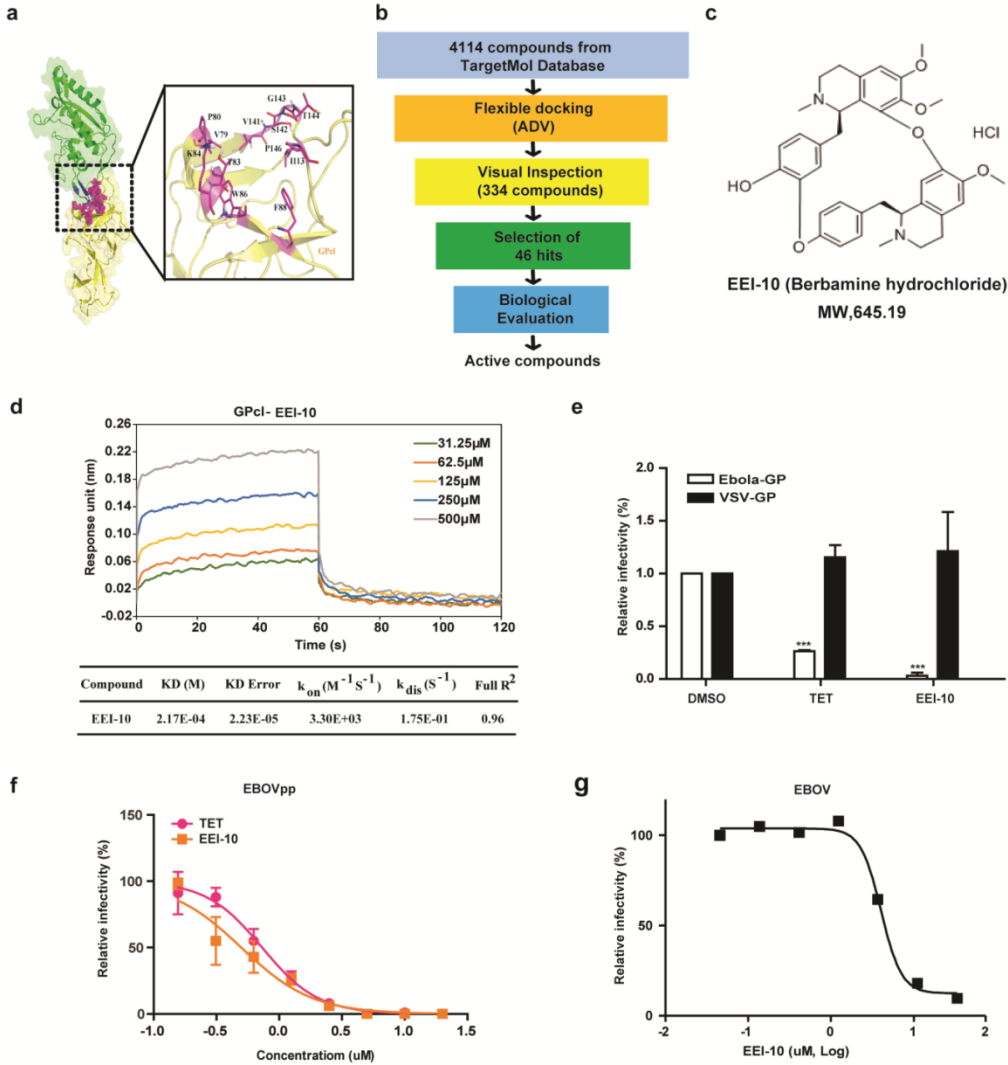 a
P80
V79
K84
V141
G143
S142
T144
P146
I113
T83
W86
F88
GPcl
b
4114 compounds from
TargetMol Database
Flexible docking
(ADV)
Visual Inspection
(334 compounds)
Selection of
46 hits
Biological
Evaluation
Active compounds
c
HO
O
O
O
O
O
N
N
HCl
EEI-10 (Berbamine hydrochloride)
MW,645.19
d
GPcl- EEI-10
Response unit (nm)
0.26
0.22
0.18
0.14
0.10
0.06
0.02
-0.02
31.25µM
62.5µM
125µM
250µM
500µM
0 20 40 60 80 100 120
Time (s)
Compound KD (M) KD Error k on (M -1 S -1) k dis (S -1) Full R 2
EEI-10 2.17E-04 2.23E-05 3.30E+03 1.75E-01 0.96
e
Relative infectivity (%)
2.0
1.5
1.0
0.5
0.0
Ebola-GP
VSV-GP
***
***
DMSO TET EEI-10
f
EBOVpp
Relative infectivity (%)
150
100
50
0
TET
EEI-10
-1.0 -0.5 0.0 0.5 1.0 1.5
Concentratiom (uM)
g
EBOV
Relative infectivity (%)
100
50
0
-2 -1 0 1 2
EEI-10 (uM, Log)